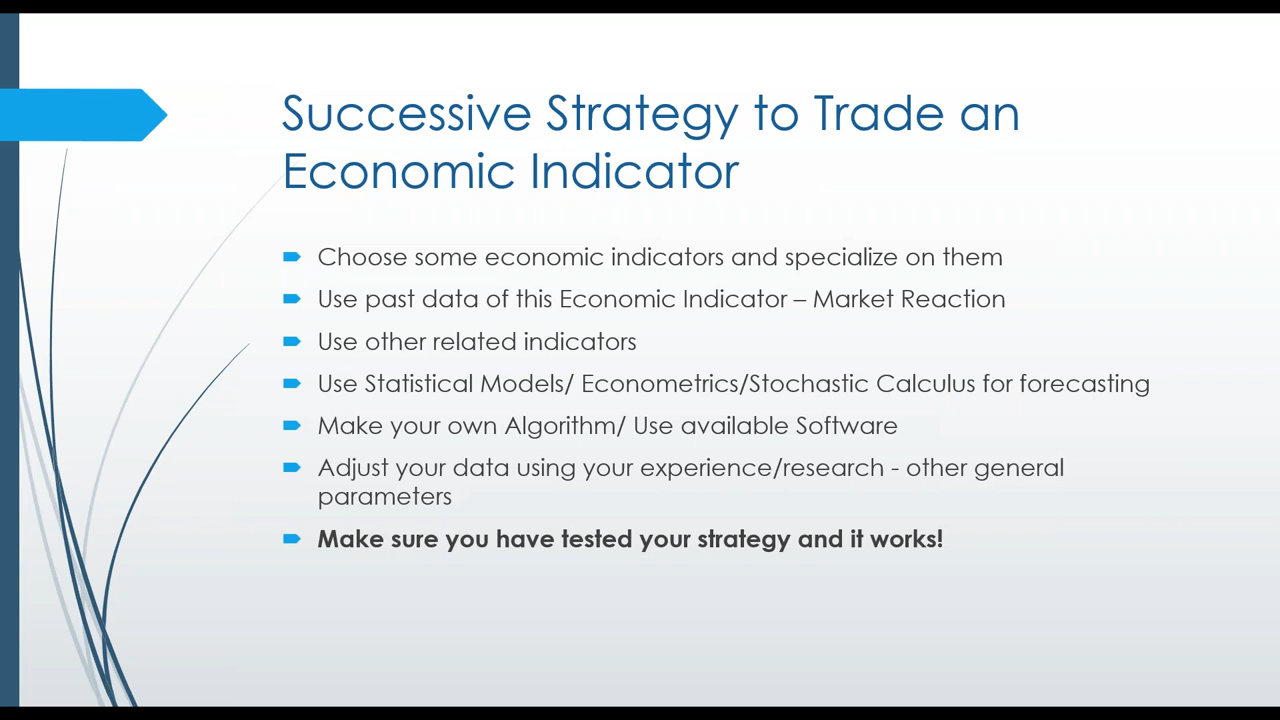 Successive Strategy to Trade an
Economic Indicator
Choose some economic indicators and specialize on them
Use past data of this Economic Indicator – Market Reaction
Use other related indicators
Use Statistical Models/ Econometrics/Stochastic Calculus for forecasting
Make your own Algorithm/ Use available Software
Adjust your data using your experience/research - other general
parameters
Make sure you have tested your strategy and it works!